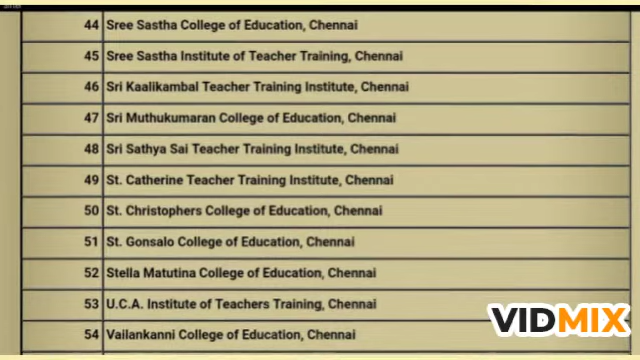 44 Sree Sastha College of Education, Chennai
45 Sree Sastha Institute of Teacher Training, Chennai
46 Sri Kaalikambal Teacher Training Institute, Chennai
47 Sri Muthukumaran College of Education, Chennai
48 Sri Sathya Sai Teacher Training Institute, Chennai
49 St. Catherine Teacher Training Institute, Chennai
50 St. Christophers College of Education, Chennai
51 St. Gonsalo College of Education, Chennai
52 Stella Matutina College of Education, Chennai
53 U.C.A. Institute of Teachers Training, Chennai
54 Vailankanni College of Education, Chennai
VIDMIX